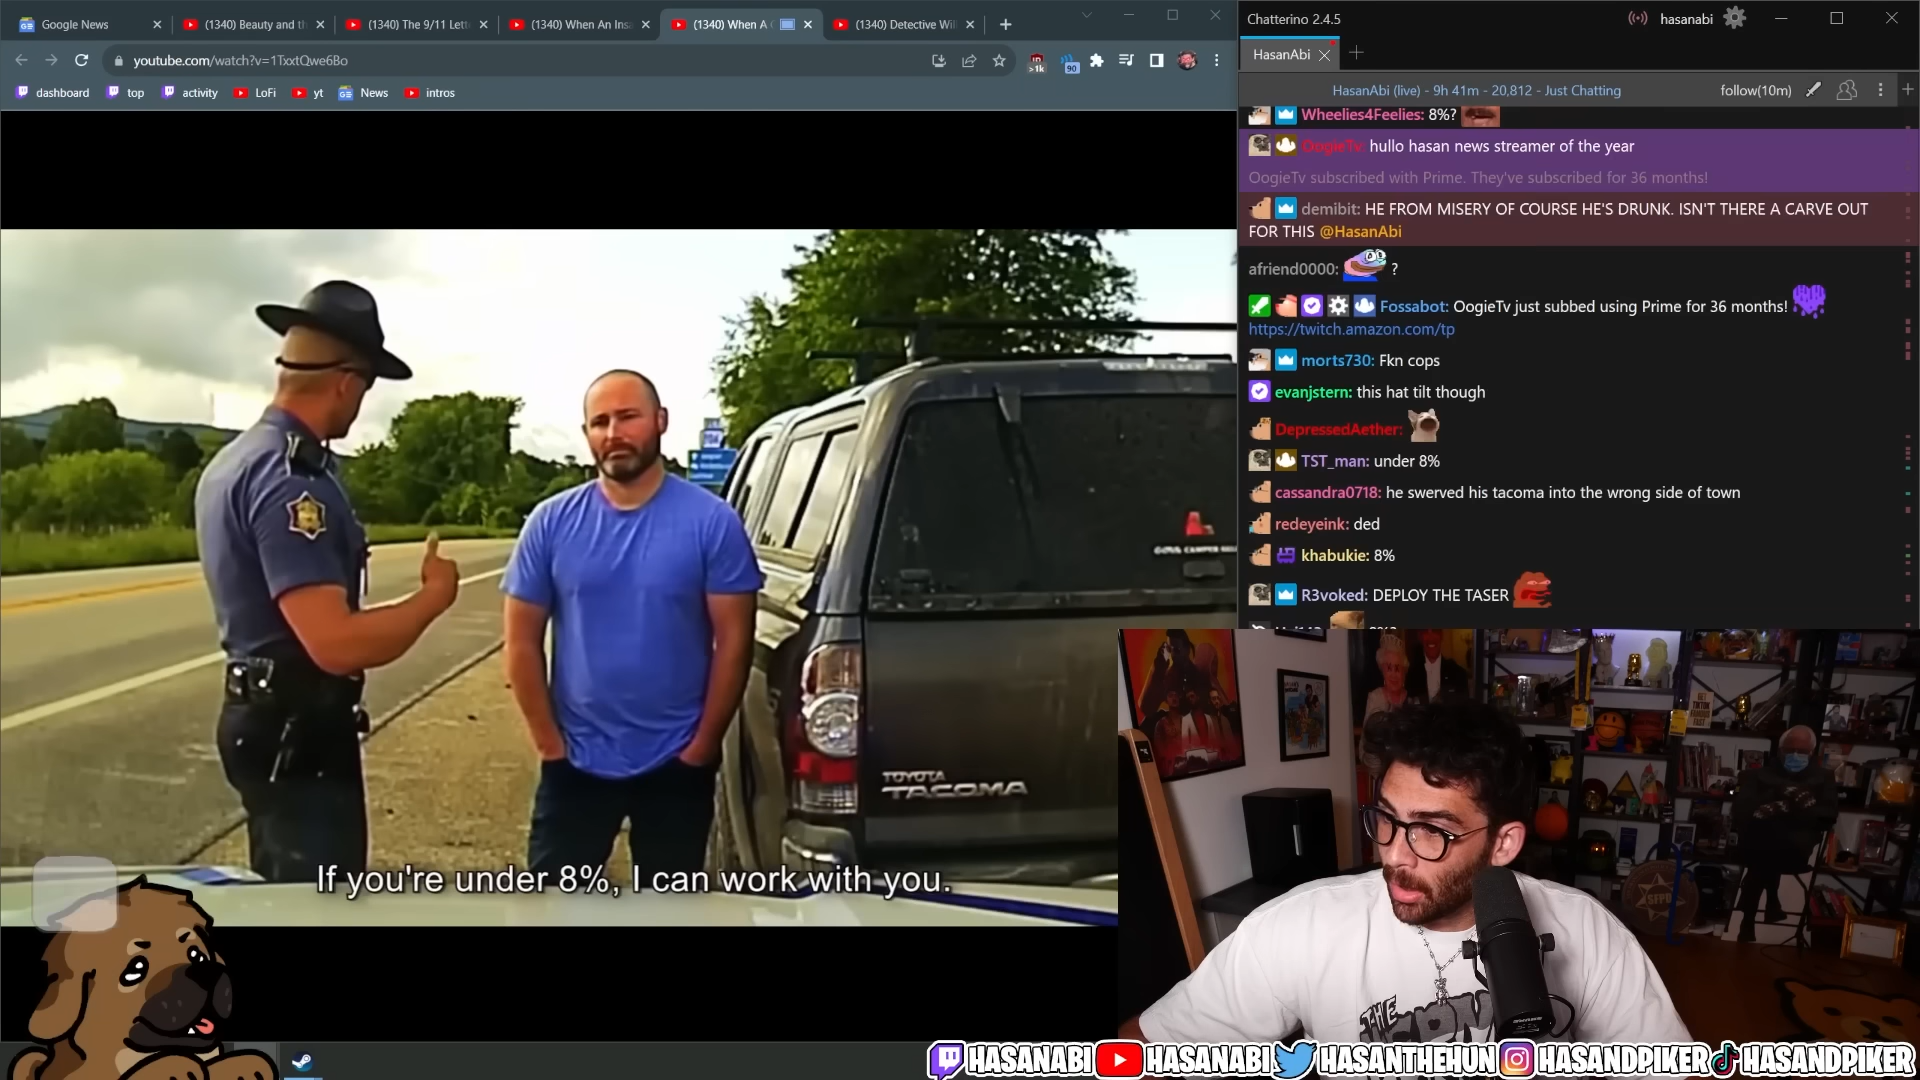 Google News
(1340) Beauty and th
(1340) The 9/11 Lett
(1340) When An Insa
(1340) When A C
(1340) Detective Wil
youtube.com/watch?v=1TxxtQwe6Bo
>1k
90
dashboard
top
activity
LoFi
yt
News
intros
If you're under 8%, I can work with you.
TOYOTA
TACOMA
Chatterino 2.4.5
hasanabi
HasanAbi
HasanAbi (live) - 9h 41m - 20,812 - Just Chatting
follow(10m)
Wheelies4Feelies: 8%?
OogieTv: hullo hasan news streamer of the year
OogieTv subscribed with Prime. They've subscribed for 36 months!
demibit: HE FROM MISERY OF COURSE HE'S DRUNK. ISN'T THERE A CARVE OUT
FOR THIS @HasanAbi
afriend0000: ?
Fossabot: OogieTv just subbed using Prime for 36 months!
https://twitch.amazon.com/tp
morts730: Fkn cops
evanjstern: this hat tilt though
DepressedAether:
TST_man: under 8%
cassandra0718: he swerved his tacoma into the wrong side of town
redeyeink: ded
khabukie: 8%
R3voked: DEPLOY THE TASER
SFPD
THE
HASANABI HASANABI HASANTHEHUN HASANDPIKER HASANDPIKER